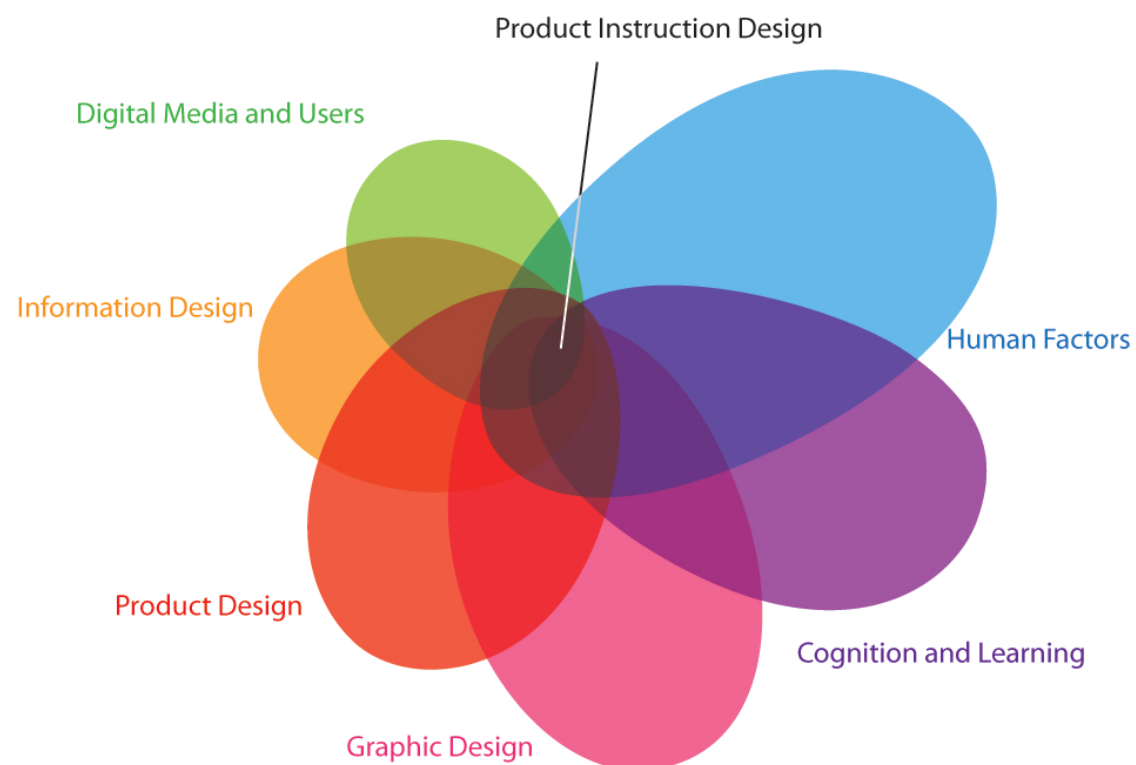 Product Instruction Design
Digital Media and Users
Information Design
Human Factors
Product Design
Cognition and Learning
Graphic Design